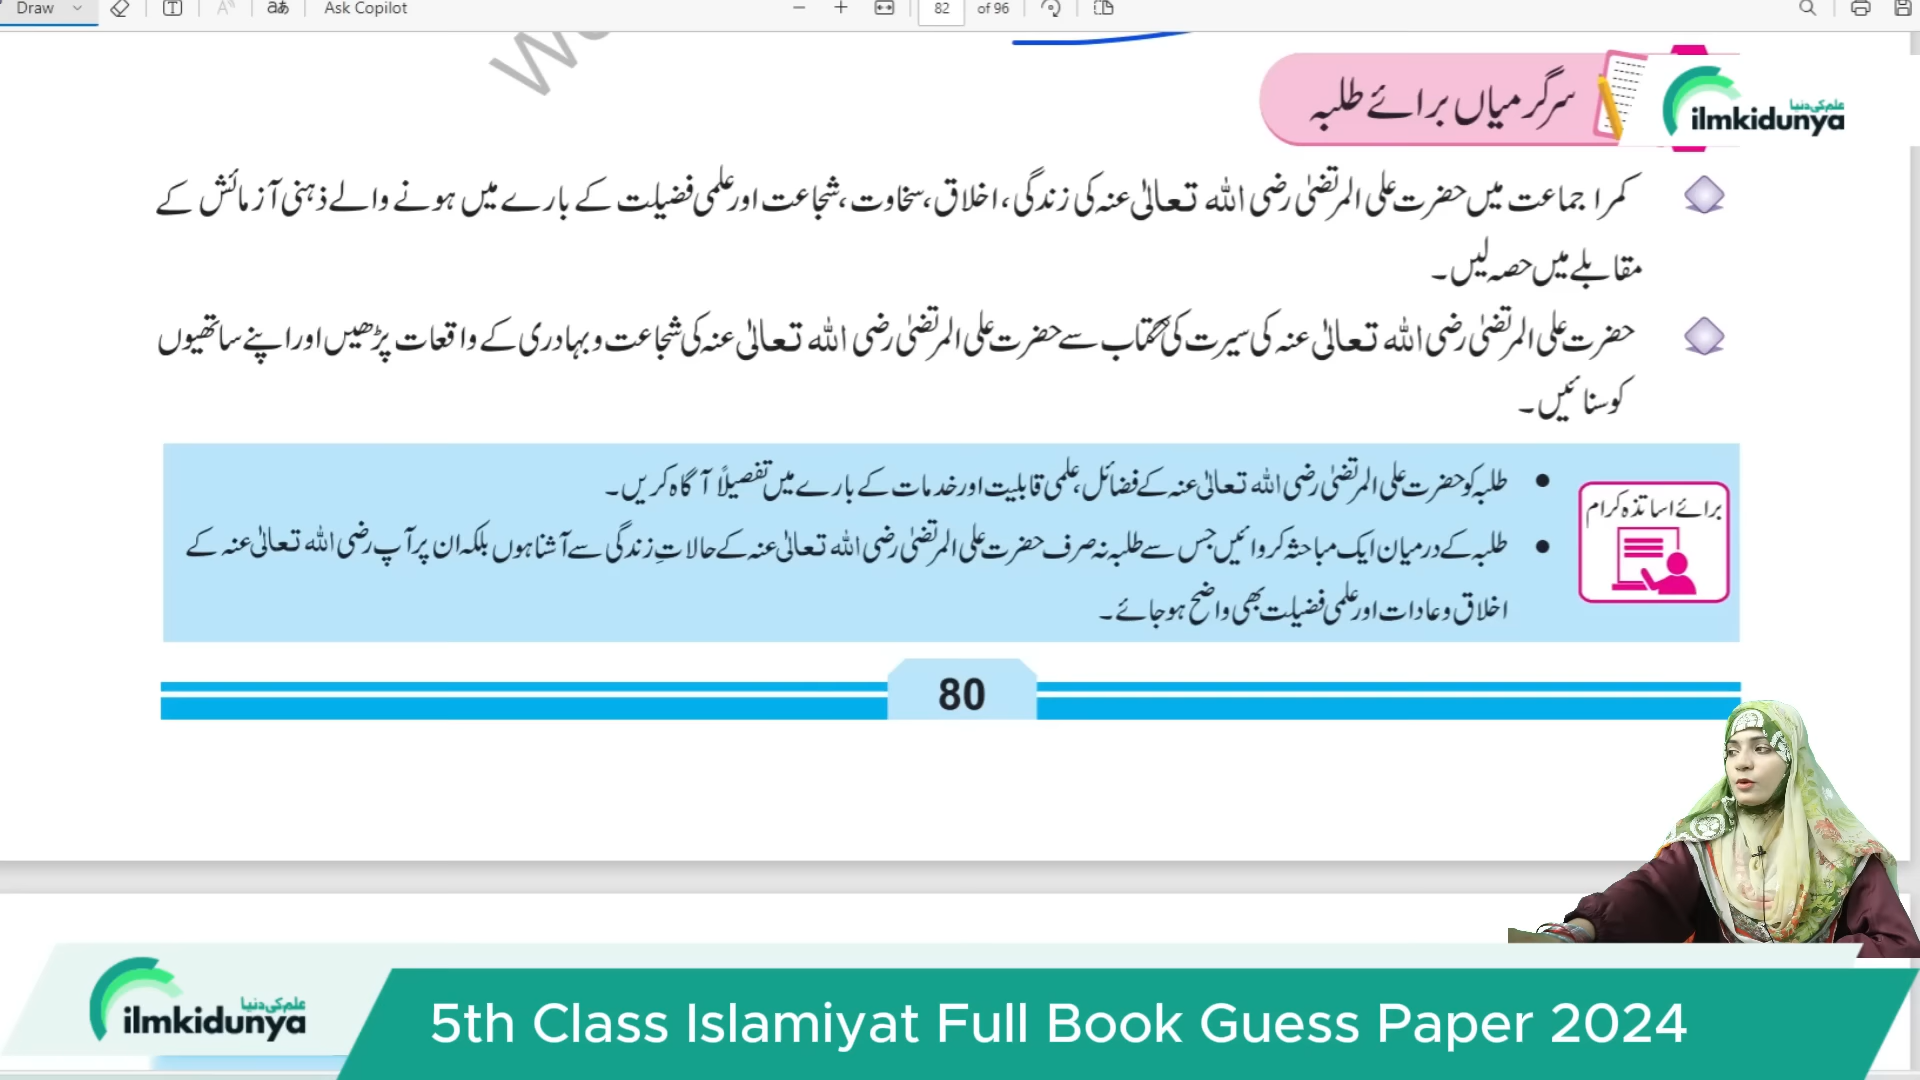 Draw
Ask Copilot
82 of 96
سرگرمیاں برائے طلبہ
علم کی دنیا
ilmkidunya
کمرا جماعت میں حضرت علی المرتضیٰ رضی اللہ تعالیٰ عنہ کی زندگی، اخلاق، سخاوت، شجاعت اور علمی فضیلت کے بارے میں ہونے والے ذہنی آزمائش کے
مقابلے میں حصہ لیں۔
حضرت علی المرتضیٰ رضی اللہ تعالیٰ عنہ کی سیرت کی کتاب سے حضرت علی المرتضیٰ رضی اللہ تعالیٰ عنہ کی شجاعت و بہادری کے واقعات پڑھیں اور اپنے ساتھیوں
کو سنائیں۔
برائے اساتذہ کرام
• طلبہ کو حضرت علی المرتضیٰ رضی اللہ تعالیٰ عنہ کے فضائل، علمی قابلیت اور خدمات کے بارے میں تفصیلاً آگاہ کریں۔
• طلبہ کے درمیان ایک مباحثہ کروائیں جس سے طلبہ نہ صرف حضرت علی المرتضیٰ رضی اللہ تعالیٰ عنہ کے حالاتِ زندگی سے آشنا ہوں بلکہ ان پر آپ رضی اللہ تعالیٰ عنہ کے
اخلاق و عادات اور علمی فضیلت بھی واضح ہو جائے۔
80
علم کی دنیا
ilmkidunya
5th Class Islamiyat Full Book Guess Paper 2024